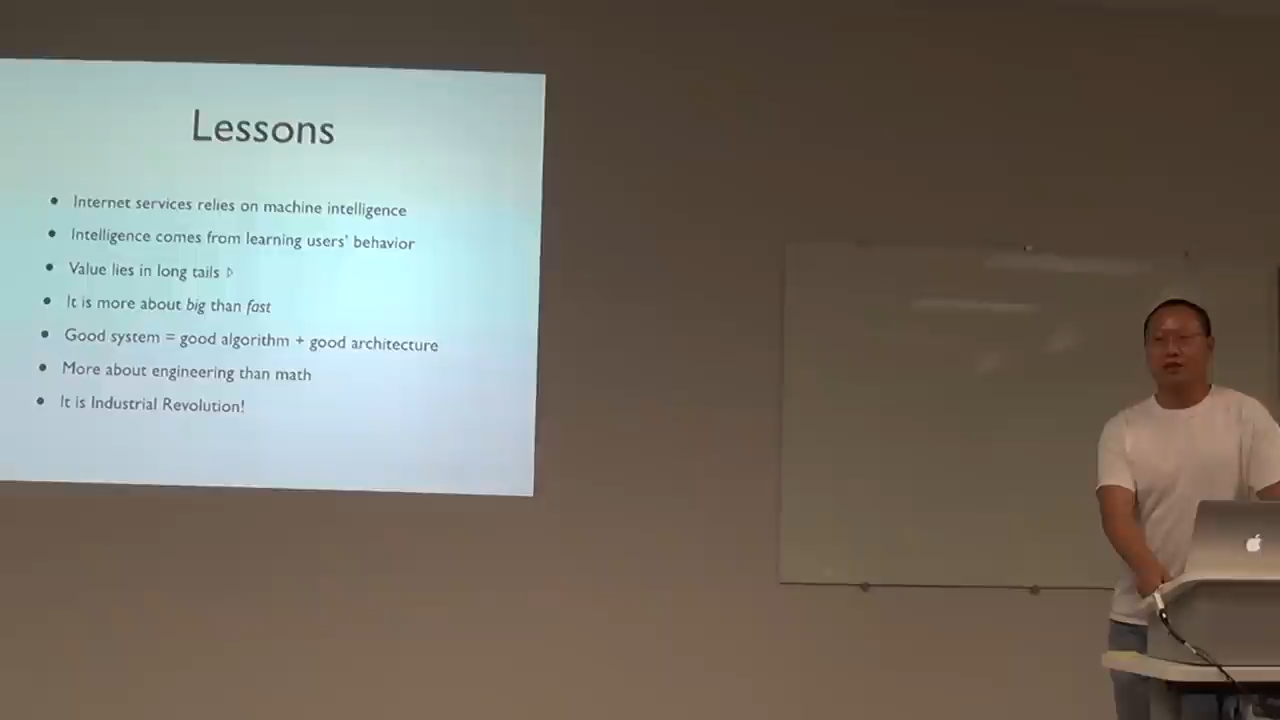 Lessons
• Internet services relies on machine intelligence
• Intelligence comes from learning users' behavior
• Value lies in long tails ▷
• It is more about big than fast
• Good system = good algorithm + good architecture
• More about engineering than math
• It is Industrial Revolution!